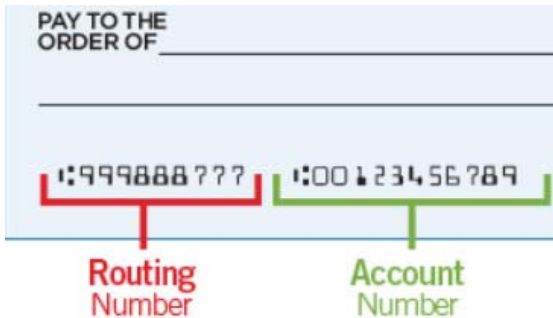 PAY TO THE
ORDER OF
⑆999888777 ⑆00123456789
Routing Account
Number Number